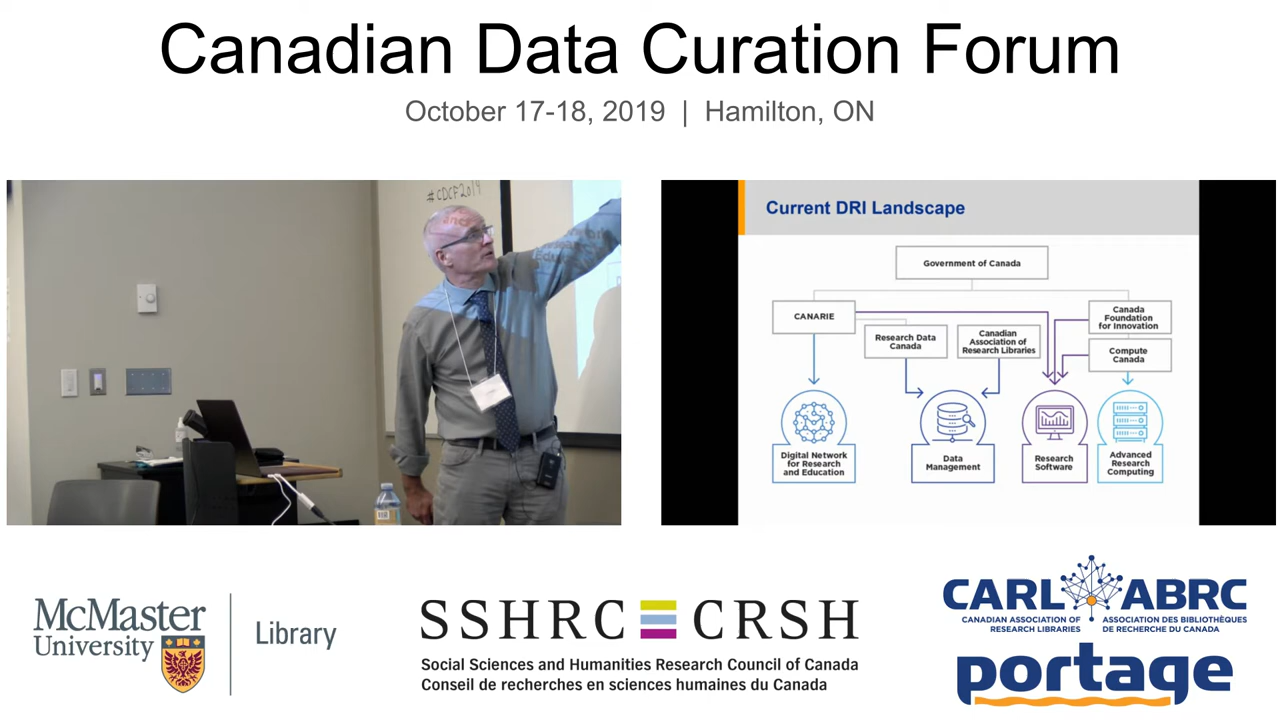 Canadian Data Curation Forum
October 17-18, 2019 | Hamilton, ON
#CDCF2019
Current DRI Landscape
Government of Canada
CANARIE
Research Data
Canada
Canadian
Association of
Research Libraries
Canada
Foundation
for Innovation
Compute
Canada
Digital Network
for Research
and Education
Data
Management
Research
Software
Advanced
Research
Computing
McMaster
University
Library
SSHRC CRSH
Social Sciences and Humanities Research Council of Canada
Conseil de recherches en sciences humaines du Canada
CARL ABRC
CANADIAN ASSOCIATION OF
RESEARCH LIBRARIES
ASSOCIATION DES BIBLIOTHÈQUES
DE RECHERCHE DU CANADA
portage